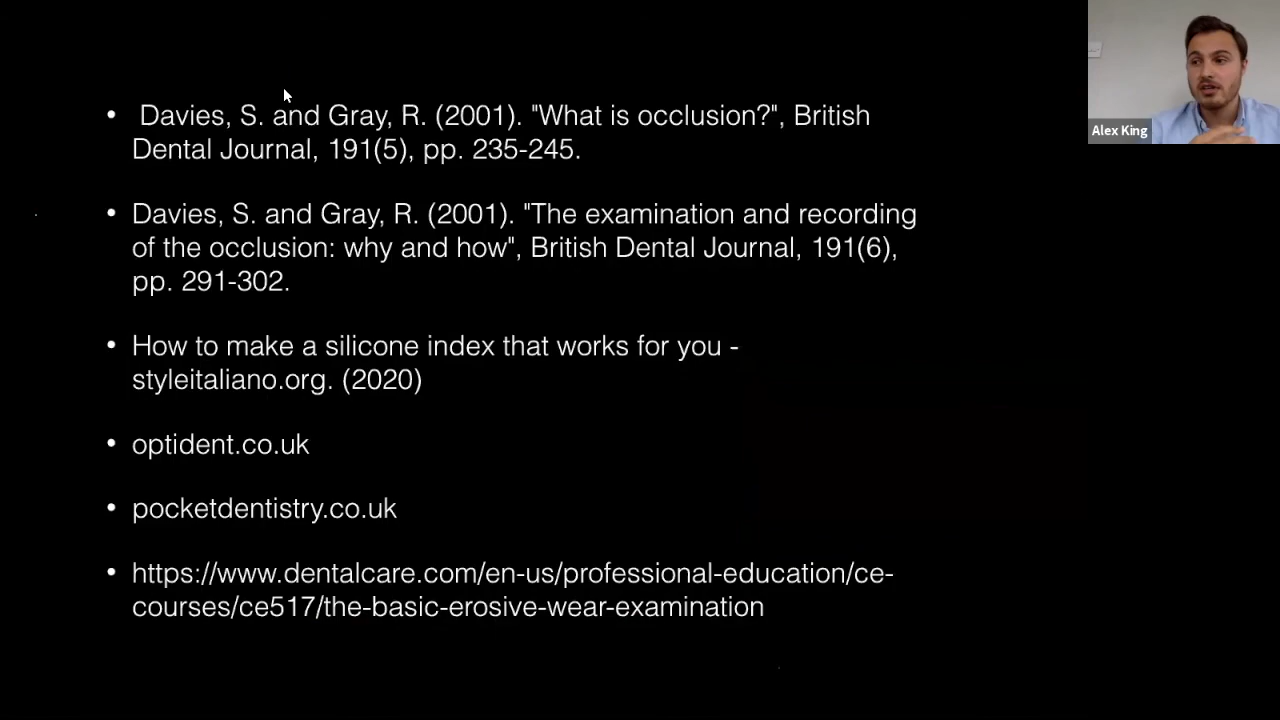 • Davies, S. and Gray, R. (2001). "What is occlusion?", British
Dental Journal, 191(5), pp. 235-245.
• Davies, S. and Gray, R. (2001). "The examination and recording
of the occlusion: why and how", British Dental Journal, 191(6),
pp. 291-302.
• How to make a silicone index that works for you -
styleitaliano.org. (2020)
• optident.co.uk
• pocketdentistry.co.uk
• https://www.dentalcare.com/en-us/professional-education/ce-
courses/ce517/the-basic-erosive-wear-examination
Alex King